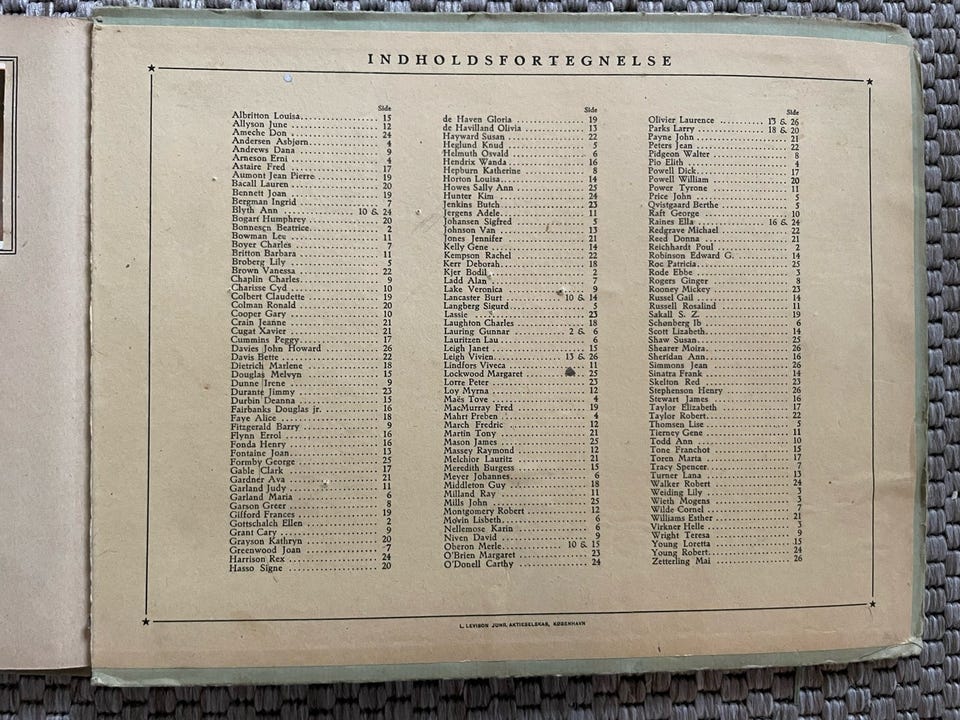 INDHOLDSFORTEGNELSE
Side
Albritton Louisa 15
Allyson June 12
Ameche Don 24
Andersen Asbjørn 4
Andrews Dana 9
Arneson Erni 4
Astaire Fred 17
Aumont Jean Pierre 19
Bacall Lauren 20
Bennett Joan 19
Bergman Ingrid 7
Blyth Ann 10 & 24
Bogart Humphrey 20
Bonnesen Beatrice 2
Bowman Leu 11
Boyer Charles 7
Britton Barbara 11
Broberg Lily 5
Brown Vanessa 22
Chaplin Charles 9
Charisse Cyd 10
Colbert Claudette 19
Colman Ronald 20
Cooper Gary 10
Crain Jeanne 21
Cugat Xavier 21
Cummins Peggy 17
Davies John Howard 26
Davis Bette 22
Dietrich Marlene 18
Douglas Melvyn 15
Dunne Irene 9
Durante Jimmy 23
Durbin Deanna 15
Fairbanks Douglas jr. 16
Faye Alice 18
Fitzgerald Barry 9
Flynn Errol 16
Fonda Henry 16
Fontaine Joan 13
Formby George 25
Gable Clark 17
Gardner Ava 21
Garland Judy 11
Garland Maria 6
Garson Greer 8
Gifford Frances 19
Gottschalch Ellen 2
Grant Cary 9
Grayson Kathryn 20
Greenwood Joan 7
Harrison Rex 24
Hasso Signe 20
Side
de Haven Gloria 19
de Havilland Olivia 13
Hayward Susan 22
Heglund Knud 5
Helmuth Osvald 6
Hendrix Wanda 16
Hepburn Katherine 8
Horton Louisa 14
Howes Sally Ann 25
Hunter Kim 24
Jenkins Butch 23
Jergens Adele 11
Johansen Sigfred 5
Johnson Van 13
Jones Jennifer 21
Kelly Gene 14
Kempson Rachel 22
Kerr Deborah 18
Kjer Bodil 2
Ladd Alan 7
Lake Veronica 9
Lancaster Burt 10 & 14
Langberg Sigurd 5
Lassie 23
Laughton Charles 18
Lauring Gunnar 2 & 6
Lauritzen Lau 6
Leigh Janet 15
Leigh Vivien 13 & 26
Lindfors Viveca 11
Lockwood Margaret 25
Lorre Peter 23
Loy Myrna 12
Maës Tove 4
MacMurray Fred 19
Mahrt Preben 4
March Fredric 12
Martin Tony 21
Mason James 25
Massey Raymond 12
Melchior Lauritz 21
Meredith Burgess 15
Meyer Johannes 6
Middleton Guy 18
Milland Ray 11
Mills John 25
Montgomery Robert 12
Movin Lisbeth 6
Nellemose Karin 6
Niven David 9
Oberon Merle 10 & 15
O'Brien Margaret 23
O'Donell Carthy 24
Side
Olivier Laurence 13 & 26
Parks Larry 18 & 20
Payne John 21
Peters Jean 22
Pidgeon Walter 8
Pio Elith 4
Powell Dick 17
Powell William 20
Power Tyrone 11
Price John 5
Qvistgaard Berthe 5
Raft George 10
Raines Ella 16 & 24
Redgrave Michael 22
Reed Donna 21
Reichhardt Poul 2
Robinson Edward G. 14
Roc Patricia 25
Rode Ebbe 3
Rogers Ginger 8
Rooney Mickey 23
Russel Gail 14
Russell Rosalind 11
Sakall S. Z. 19
Schønberg Ib 6
Scott Lizabeth 14
Shaw Susan 25
Shearer Moira 26
Sheridan Ann 16
Simmons Jean 26
Sinatra Frank 14
Skelton Red 23
Stephenson Henry 26
Stewart James 16
Taylor Elizabeth 17
Taylor Robert 22
Thomsen Lise 5
Tierney Gene 11
Todd Ann 10
Tone Franchot 15
Toren Marta 17
Tracy Spencer 7
Turner Lana 13
Walker Robert 24
Weiding Lily 3
Wieth Mogens 3
Wilde Cornel 7
Williams Esther 21
Virkner Helle 3
Wright Teresa 9
Young Loretta 15
Young Robert 24
Zetterling Mai 26
L. LEVISON JUNR. AKTIESELSKAB, KØBENHAVN